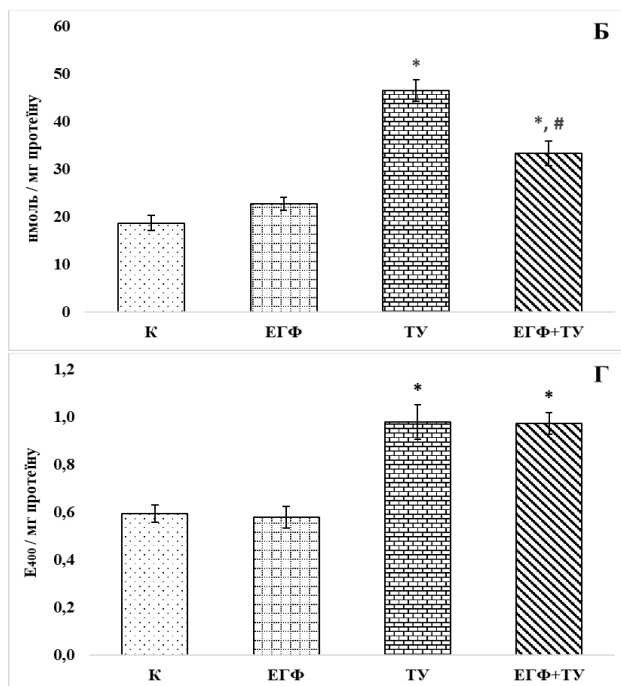 Б
нмоль / мг протеїну
60
50
40
30
20
10
0
*
*, #
К ЕГФ ТУ ЕГФ+ТУ
Г
E400 / мг протеїну
1,2
1,0
0,8
0,6
0,4
0,2
0,0
* *
К ЕГФ ТУ ЕГФ+ТУ